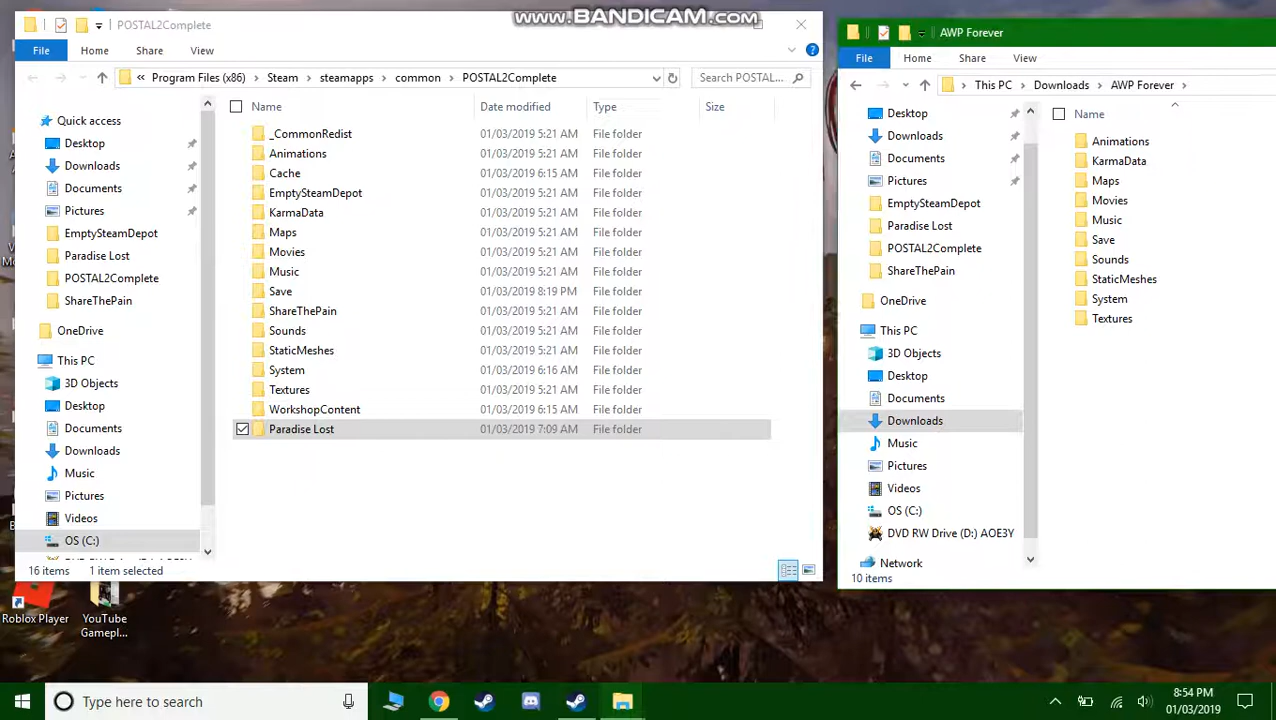 www.BANDICAM.com
POSTAL2Complete
File Home Share View
« Program Files (x86) > Steam > steamapps > common > POSTAL2Complete
Search POSTAL...
Name Date modified Type Size
Quick access
Desktop
Downloads
Documents
Pictures
EmptySteamDepot
Paradise Lost
POSTAL2Complete
ShareThePain
OneDrive
This PC
3D Objects
Desktop
Documents
Downloads
Music
Pictures
Videos
OS (C:)
_CommonRedist 01/03/2019 5:21 AM File folder
Animations 01/03/2019 5:21 AM File folder
Cache 01/03/2019 6:15 AM File folder
EmptySteamDepot 01/03/2019 5:21 AM File folder
KarmaData 01/03/2019 5:21 AM File folder
Maps 01/03/2019 5:21 AM File folder
Movies 01/03/2019 5:21 AM File folder
Music 01/03/2019 5:21 AM File folder
Save 01/03/2019 8:19 PM File folder
ShareThePain 01/03/2019 5:21 AM File folder
Sounds 01/03/2019 5:21 AM File folder
StaticMeshes 01/03/2019 5:21 AM File folder
System 01/03/2019 6:16 AM File folder
Textures 01/03/2019 5:21 AM File folder
WorkshopContent 01/03/2019 6:15 AM File folder
Paradise Lost 01/03/2019 7:09 AM File folder
16 items 1 item selected
AWP Forever
File Home Share View
This PC > Downloads > AWP Forever >
Name
Desktop
Downloads
Documents
Pictures
EmptySteamDepot
Paradise Lost
POSTAL2Complete
ShareThePain
OneDrive
This PC
3D Objects
Desktop
Documents
Downloads
Music
Pictures
Videos
OS (C:)
DVD RW Drive (D:) AOE3Y
Network
Animations
KarmaData
Maps
Movies
Music
Save
Sounds
StaticMeshes
System
Textures
10 items
Roblox Player
YouTube
Gamepl...
Type here to search
8:54 PM
01/03/2019